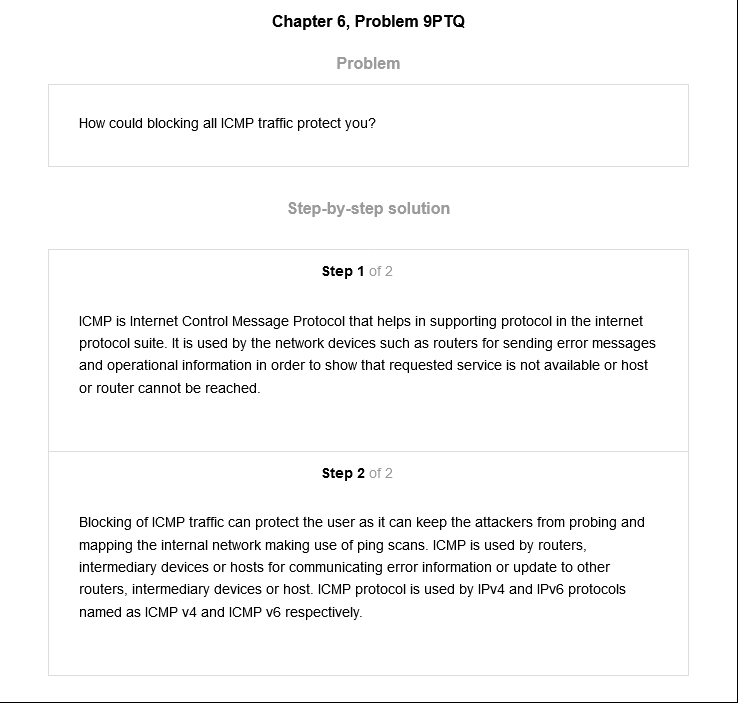 Chapter 6, Problem 9PTQ
Problem
How could blocking all ICMP traffic protect you?
Step-by-step solution
Step 1 of 2
ICMP is Internet Control Message Protocol that helps in supporting protocol in the internet
protocol suite. It is used by the network devices such as routers for sending error messages
and operational information in order to show that requested service is not available or host
or router cannot be reached.
Step 2 of 2
Blocking of ICMP traffic can protect the user as it can keep the attackers from probing and
mapping the internal network making use of ping scans. ICMP is used by routers,
intermediary devices or hosts for communicating error information or update to other
routers, intermediary devices or host. ICMP protocol is used by IPv4 and IPv6 protocols
named as ICMP v4 and ICMP v6 respectively.